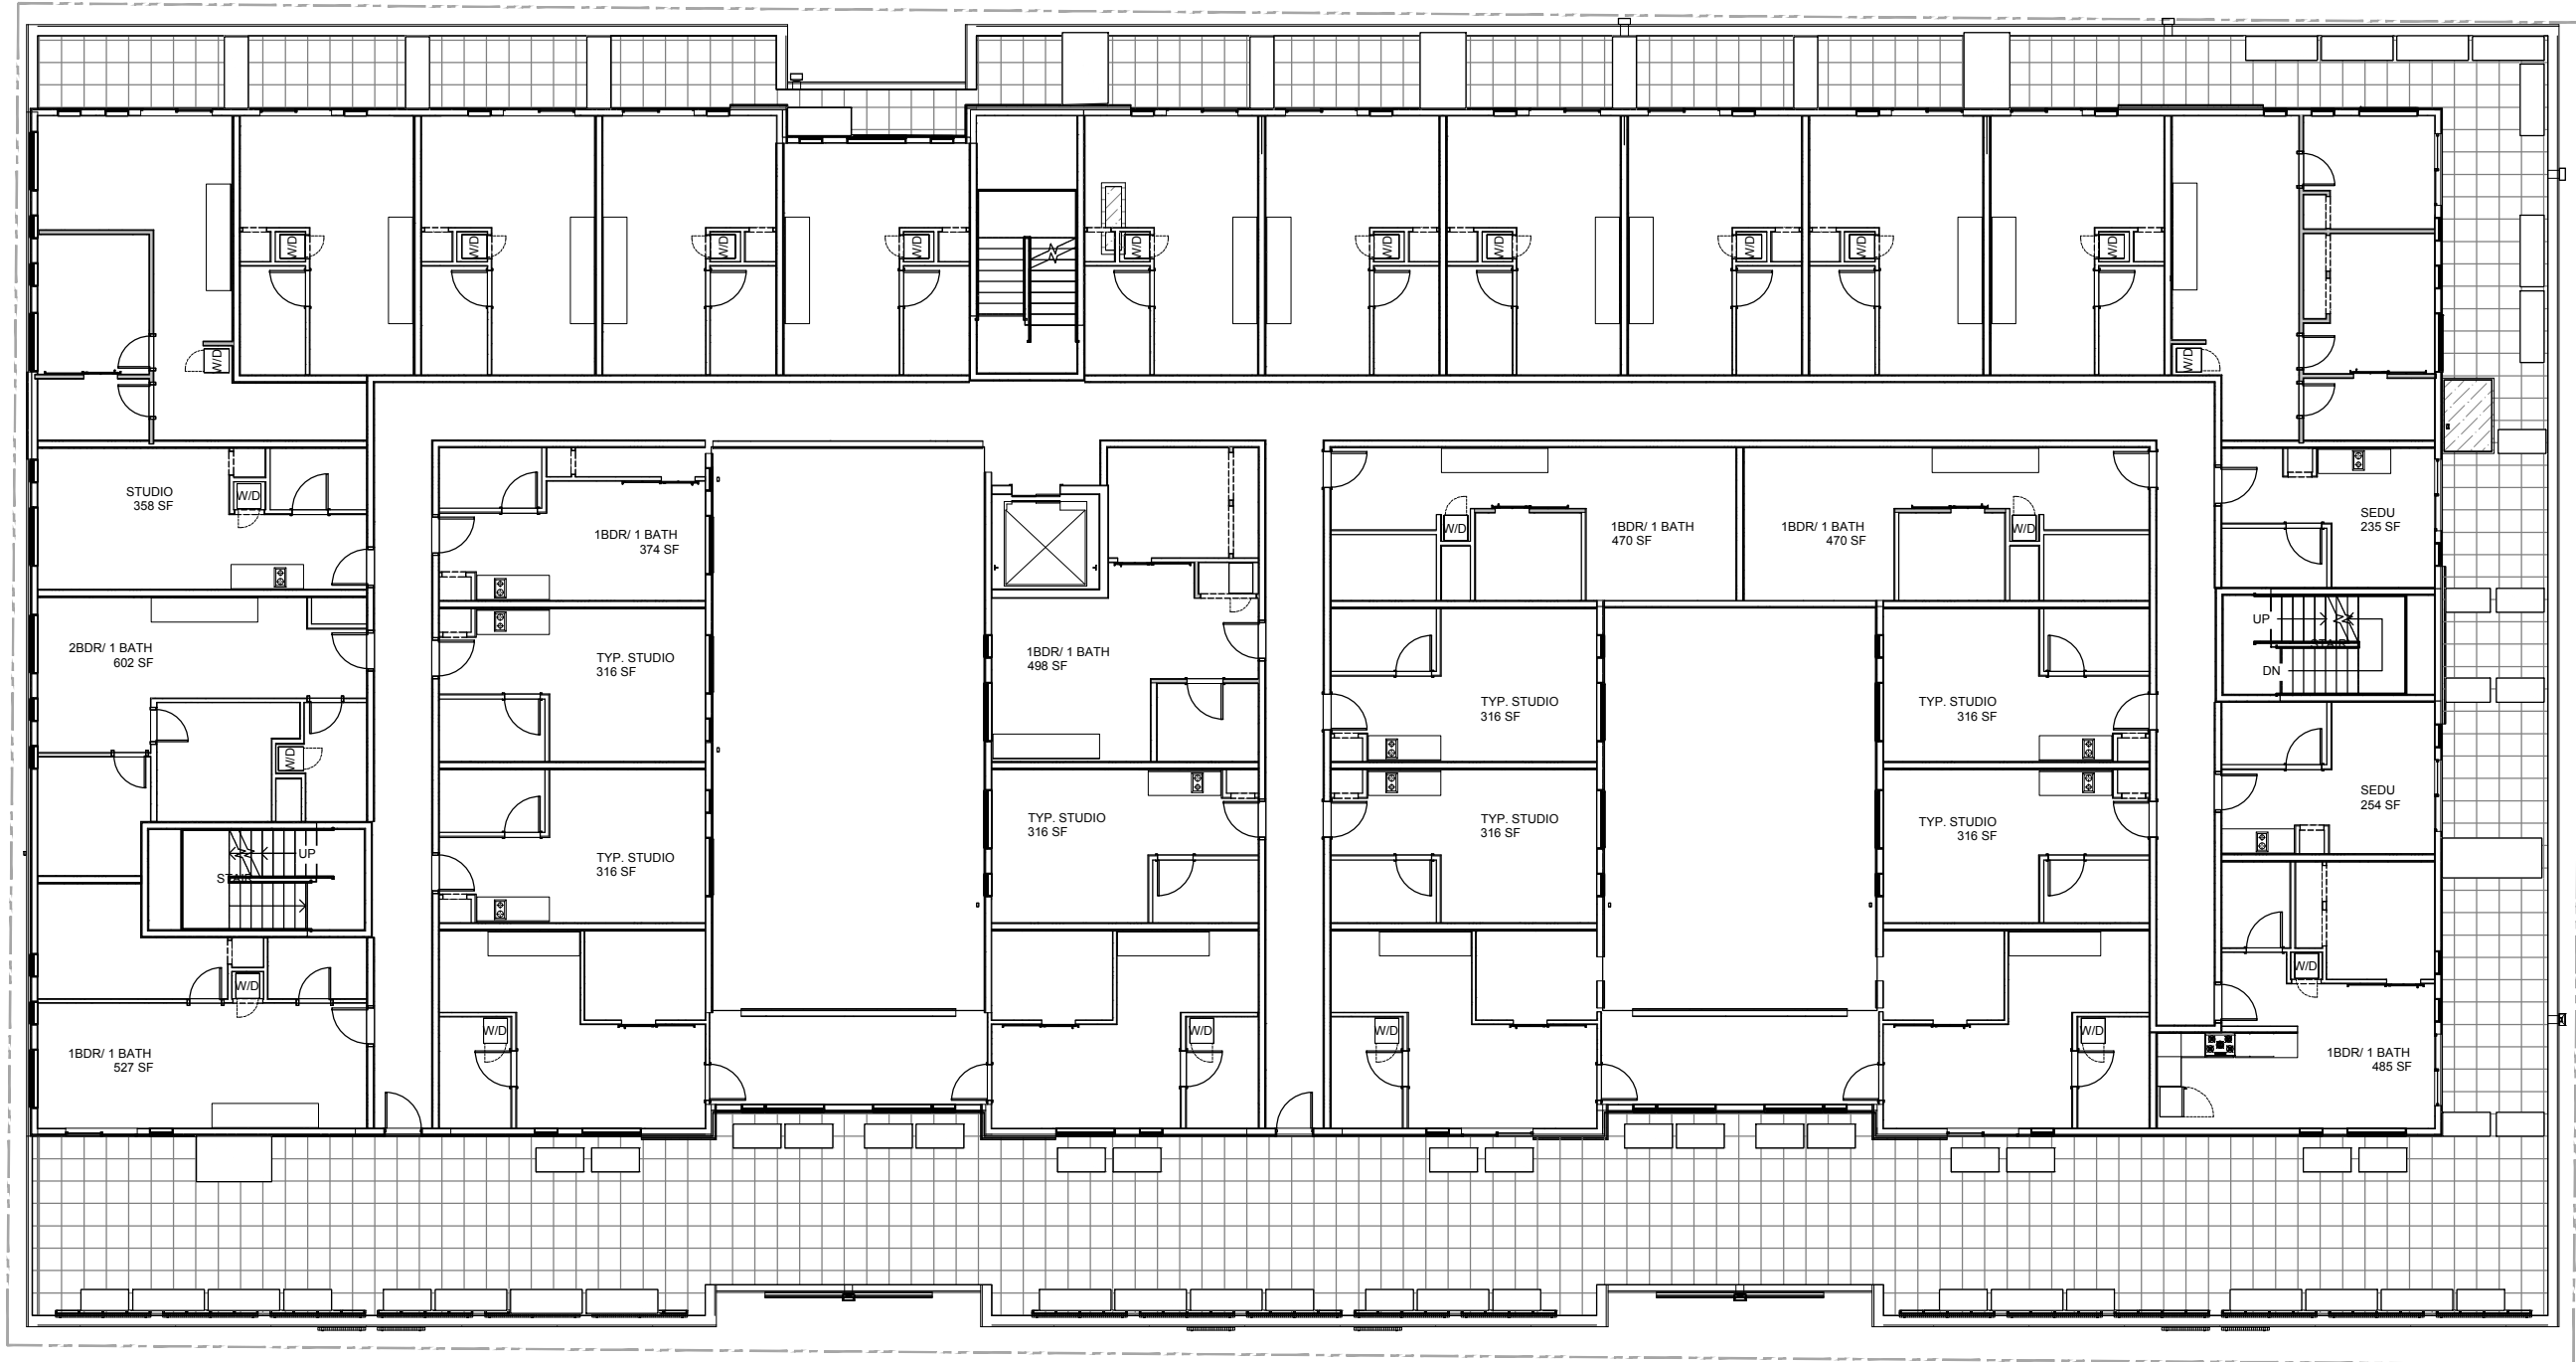 W/D
W/D
W/D
W/D
W/D
W/D
W/D
W/D
W/D
W/D
W/D
W/D
STUDIO
358 SF
W/D
1BDR/ 1 BATH
374 SF
W/D
1BDR/ 1 BATH
470 SF
1BDR/ 1 BATH
470 SF
W/D
SEDU
235 SF
2BDR/ 1 BATH
602 SF
TYP. STUDIO
316 SF
1BDR/ 1 BATH
498 SF
TYP. STUDIO
316 SF
TYP. STUDIO
316 SF
UP
STAIR
DN
W/D
SEDU
254 SF
TYP. STUDIO
316 SF
TYP. STUDIO
316 SF
TYP. STUDIO
316 SF
TYP. STUDIO
316 SF
UP
STAIR
W/D
W/D
1BDR/ 1 BATH
527 SF
W/D
W/D
W/D
W/D
1BDR/ 1 BATH
485 SF